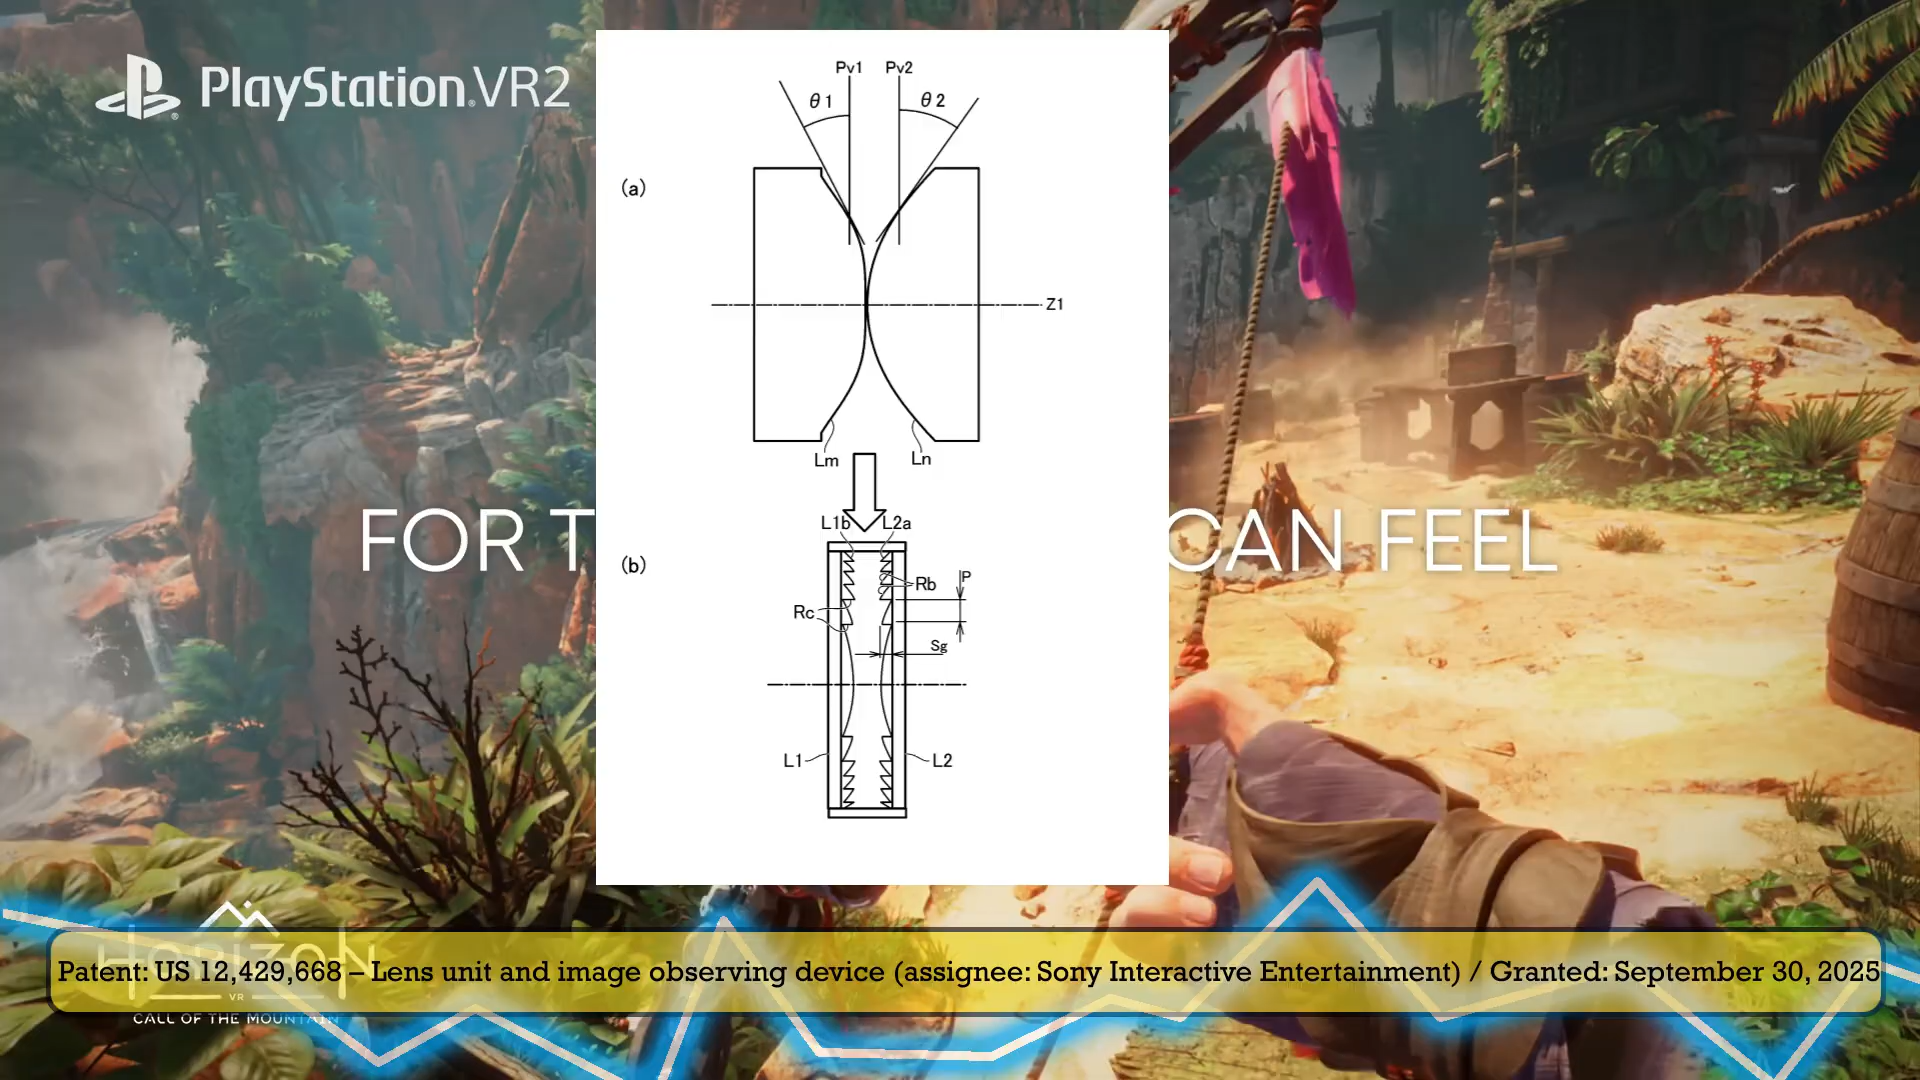 PlayStation®VR2
Pv1 Pv2
θ1 θ2
(a)
Z1
Lm Ln
L1b L2a
FOR T CAN FEEL
(b)
P
Rb
Rc
Sg
L1 L2
HORIZON
Patent: US 12,429,668 – Lens unit and image observing device (assignee: Sony Interactive Entertainment) / Granted: September 30, 2025
VR
CALL OF THE MOUNTAIN